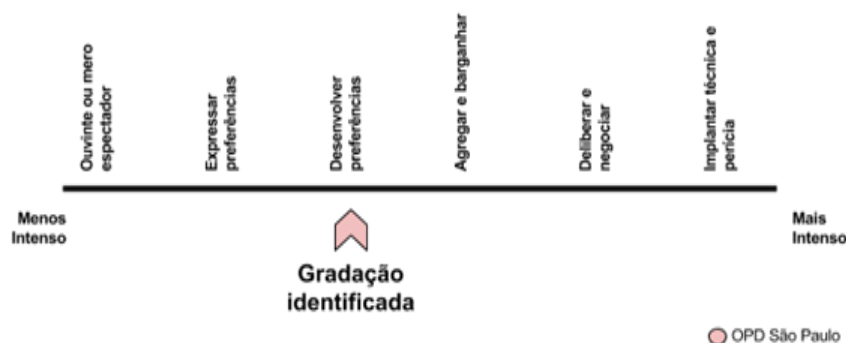 Ouvinte ou mero
espectador
Expressar
preferências
Desenvolver
preferências
Agregar e barganhar
Deliberar e
negociar
Implantar técnica e
perícia
Menos
Intenso
Mais
Intenso
Gradação
identificada
OPD São Paulo